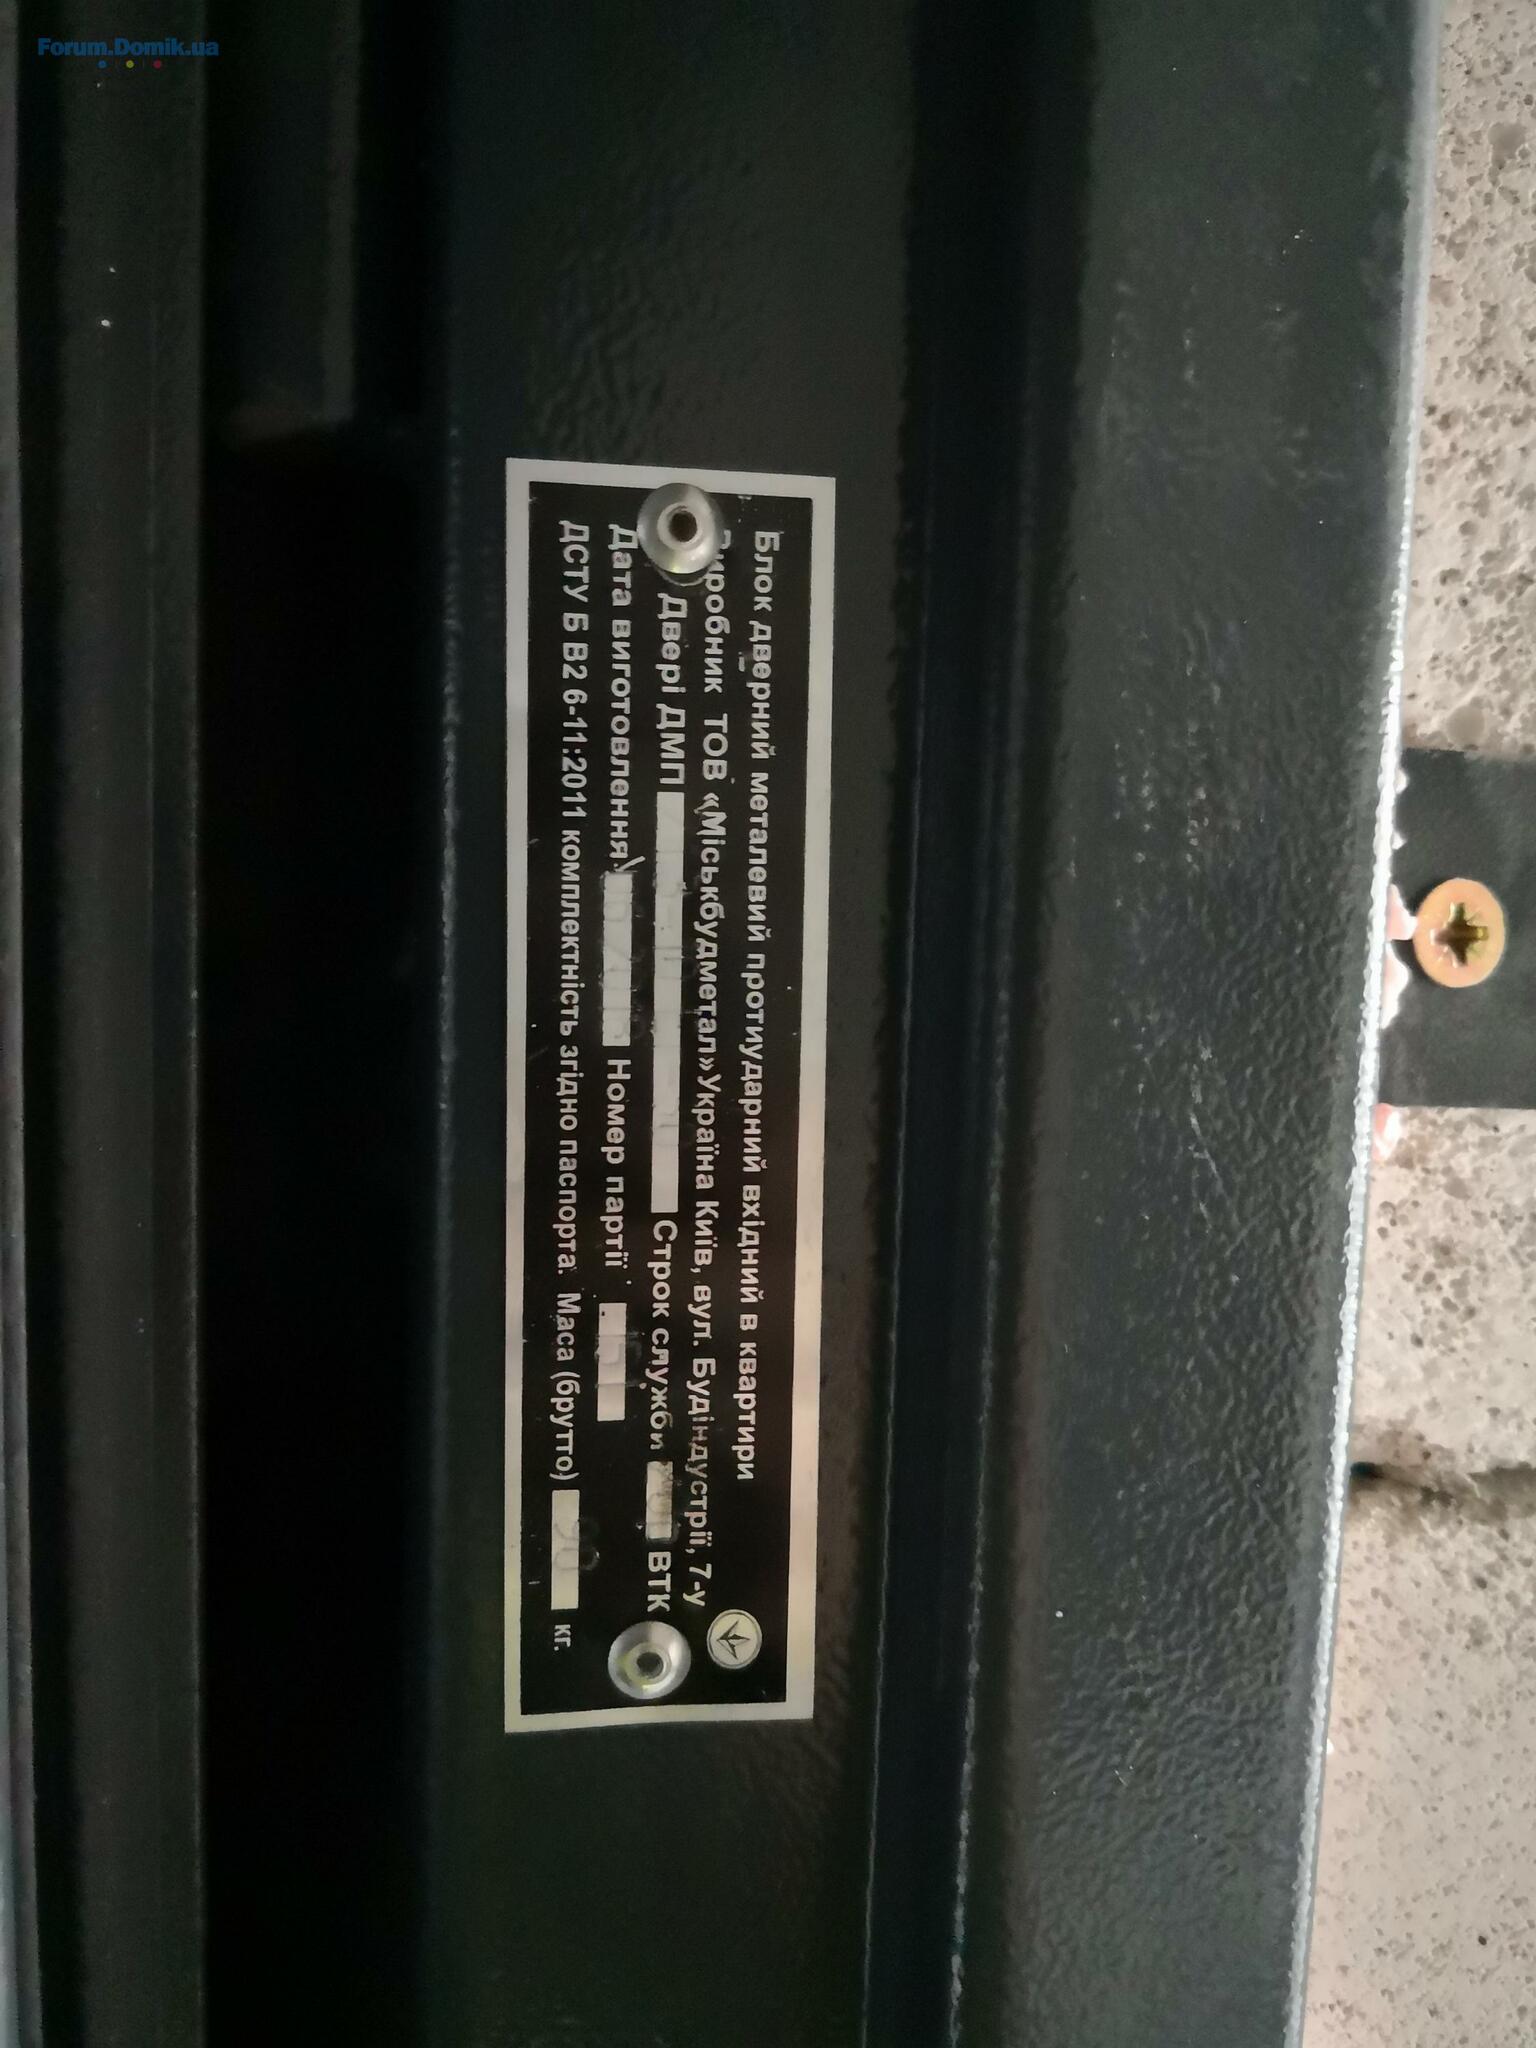 Forum.Domik.ua
Блок дверний металевий протиударний вхідний в квартири
Виробник ТОВ «Міськбудметал» Україна Київ, вул. Будіндустрії, 7-у
Двері ДМП Строк служби ВТК
Дата виготовлення Номер партії
ДСТУ Б В2 6-11:2011 комплектність згідно паспорта. Маса (брутто) 90 кг.